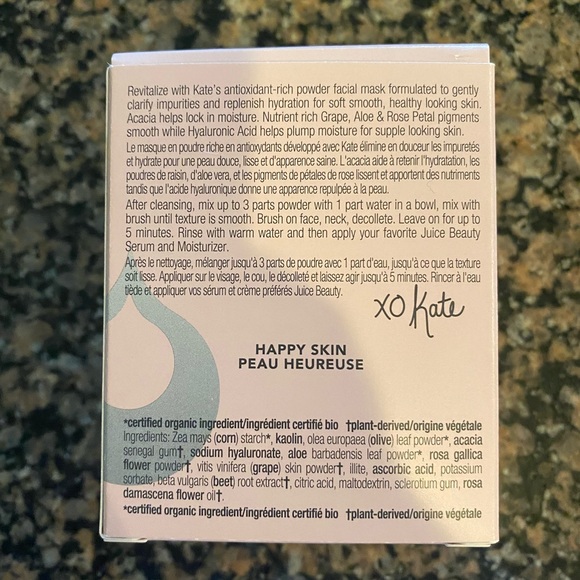 Revitalize with Kate's antioxidant-rich powder facial mask formulated to gently
clarify impurities and replenish hydration for soft smooth, healthy looking skin.
Acacia helps lock in moisture. Nutrient rich Grape, Aloe & Rose Petal pigments
smooth while Hyaluronic Acid helps plump moisture for supple looking skin.
Le masque en poudre riche en antioxydants développé avec Kate élimine en douceur les impuretés
et hydrate pour une peau douce, lisse et d'apparence saine. L'acacia aide à retenir l'hydratation, les
poudres de raisin, d'aloe vera, et les pigments de pétales de rose lissent et apportent des nutriments
tandis que l'acide hyaluronique donne une apparence repulpée à la peau.
After cleansing, mix up to 3 parts powder with 1 part water in a bowl, mix with
brush until texture is smooth. Brush on face, neck, decollete. Leave on for up to
5 minutes. Rinse with warm water and then apply your favorite Juice Beauty
Serum and Moisturizer.
Après le nettoyage, mélanger jusqu'à 3 parts de poudre avec 1 part d'eau, jusqu'à ce que la texture
soit lisse. Appliquer sur le visage, le cou, le décolleté et laissez agir jusqu'à 5 minutes. Rincer à l'eau
tiède et appliquer vos sérum et crème préférés Juice Beauty.
XO Kate
HAPPY SKIN
PEAU HEUREUSE
*certified organic ingredient/ingrédient certifié bio †plant-derived/origine végétale
Ingredients: Zea mays (corn) starch*, kaolin, olea europaea (olive) leaf powder*, acacia
senegal gum†, sodium hyaluronate, aloe barbadensis leaf powder*, rosa gallica
flower powder†, vitis vinifera (grape) skin powder†, illite, ascorbic acid, potassium
sorbate, beta vulgaris (beet) root extract†, citric acid, maltodextrin, sclerotium gum, rosa
damascena flower oil†.
*certified organic ingredient/ingrédient certifié bio †plant-derived/origine végétale